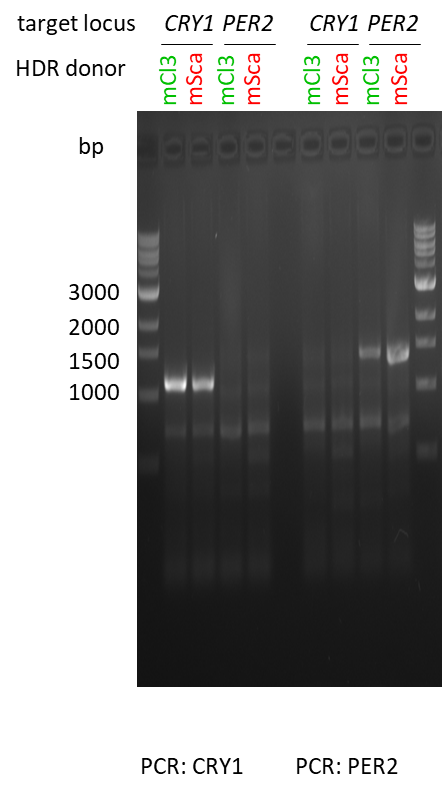 target locus CRY1 PER2 CRY1 PER2
HDR donor mCl3 mSca mCl3 mSca mCl3 mSca mCl3 mSca
bp
3000
2000
1500
1000
PCR: CRY1 PCR: PER2